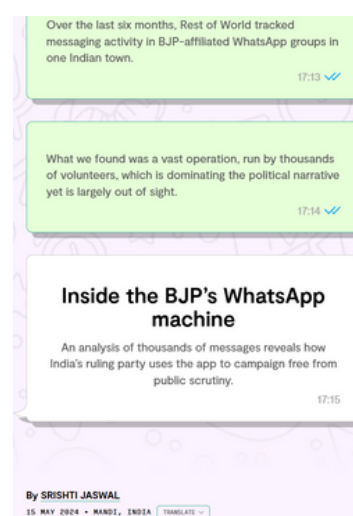 Over the last six months, Rest of World tracked
messaging activity in BJP-affiliated WhatsApp groups in
one Indian town.
17:13
What we found was a vast operation, run by thousands
of volunteers, which is dominating the political narrative
yet is largely out of sight.
17:14
Inside the BJP's WhatsApp
machine
An analysis of thousands of messages reveals how
India's ruling party uses the app to campaign free from
public scrutiny.
17:15
By SRISHTI JASWAL
15 MAY 2024 • MANDI, INDIA TRANSLATE